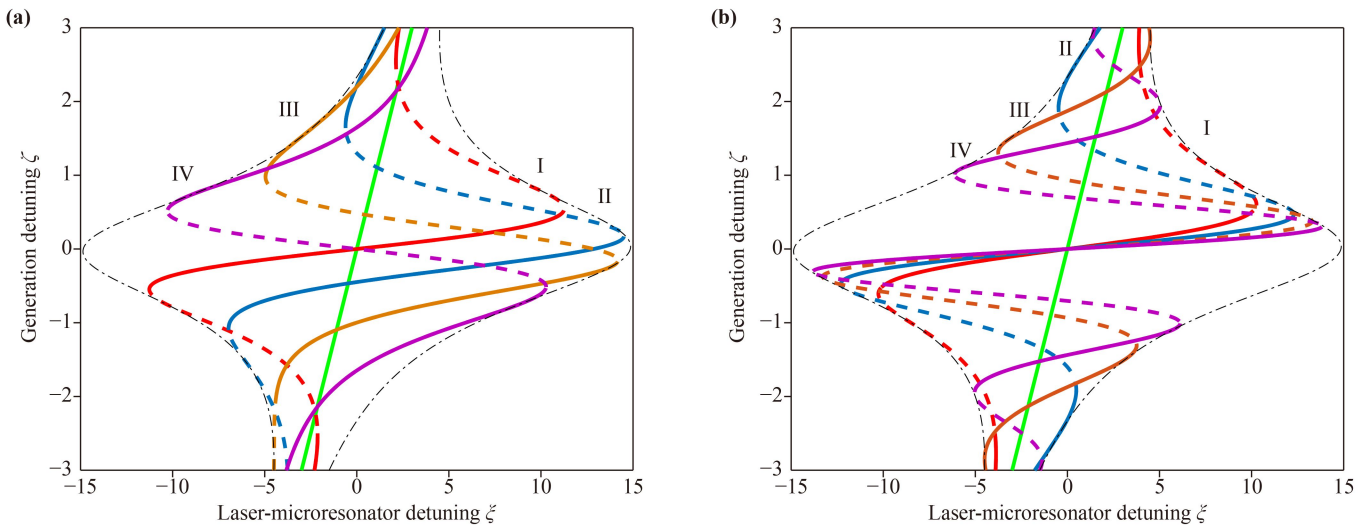 (a)
3
2
1
0
−1
−2
−3
Generation detuning ζ
I
II
III
IV
−15
−10
−5
0
5
10
15
Laser-microresonator detuning ξ
(b)
3
2
1
0
−1
−2
−3
Generation detuning ζ
II
III
I
IV
−15
−10
−5
0
5
10
15
Laser-microresonator detuning ξ